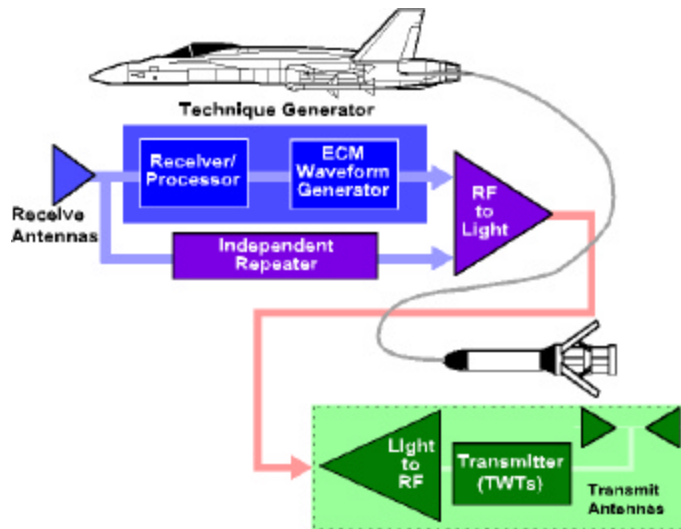 Technique Generator
Receiver/
Processor
ECM
Waveform
Generator
Receive
Antennas
RF
to
Light
Independent
Repeater
Light
to
RF
Transmitter
(TWTs)
Transmit
Antennas